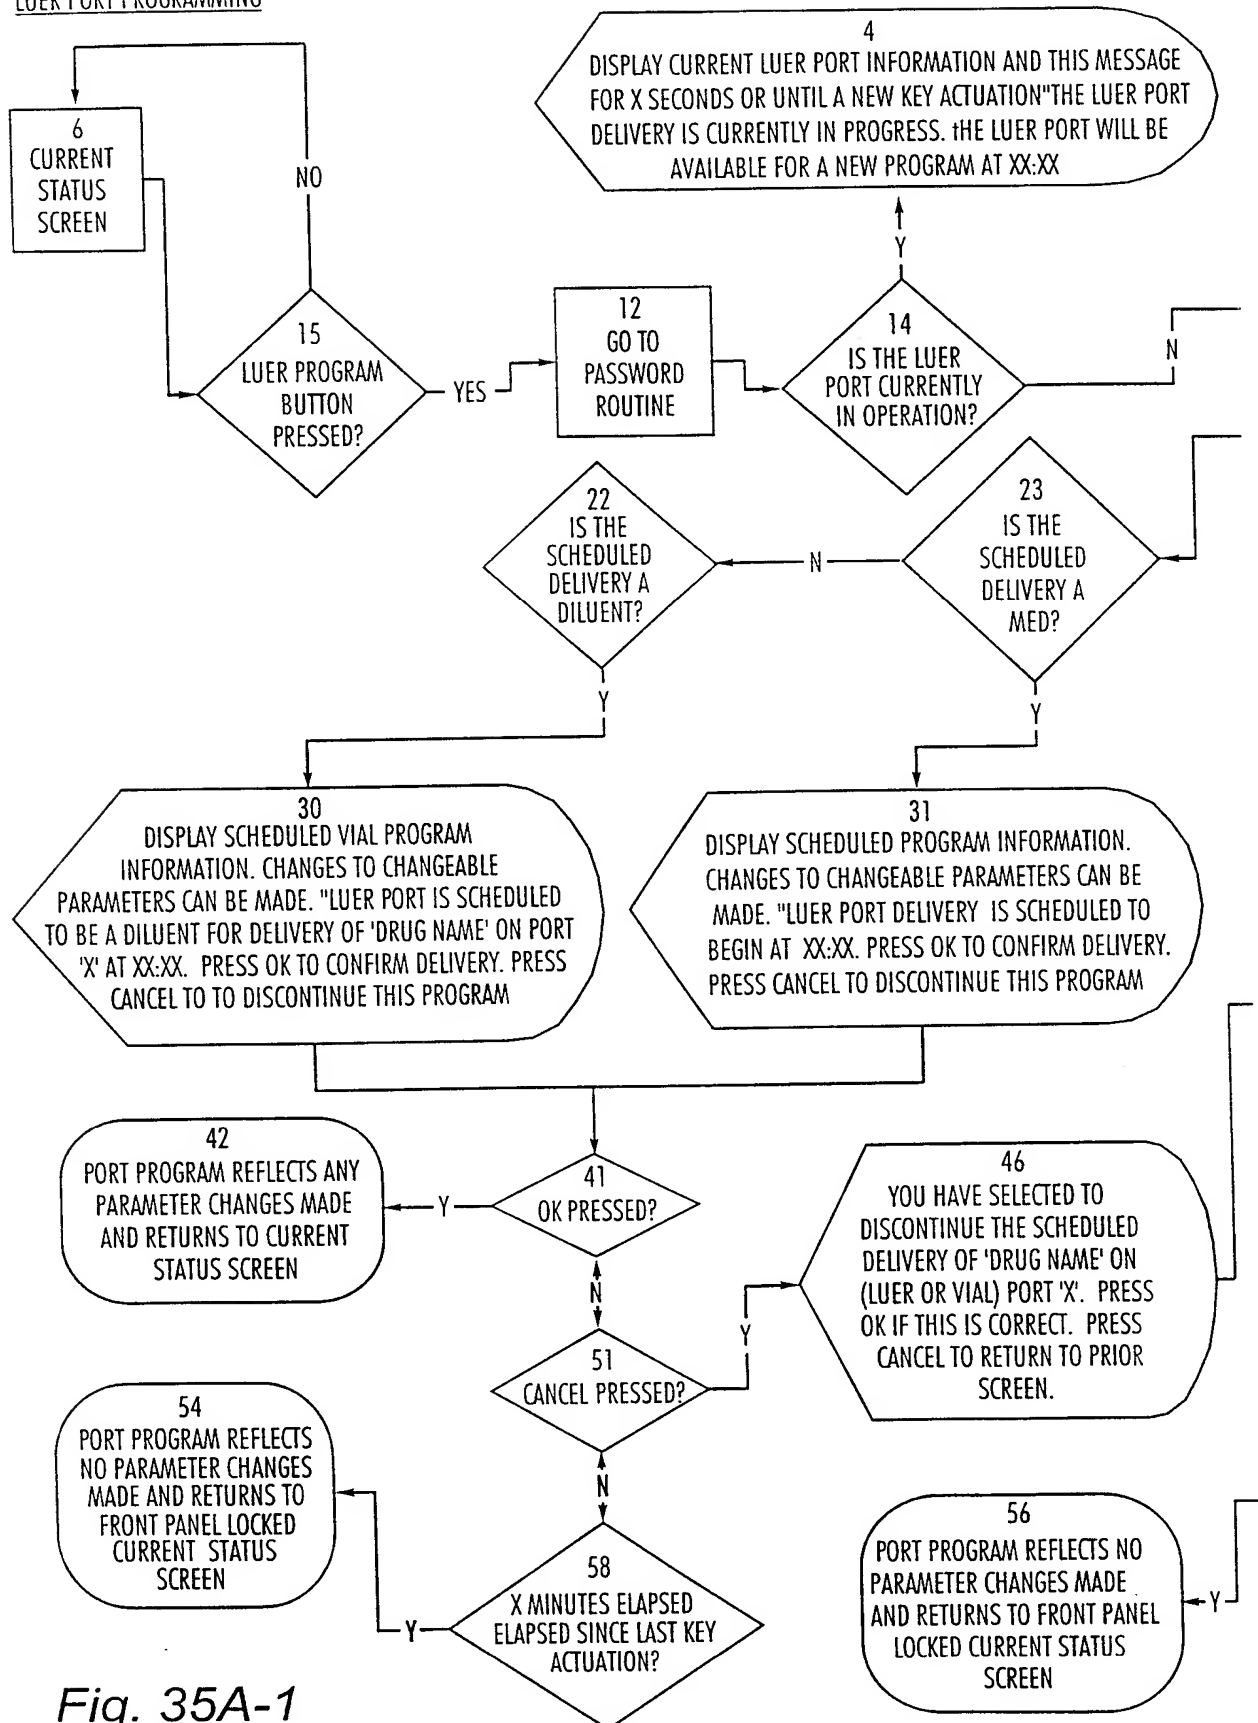 LUER PORT PROGRAMMING
4
DISPLAY CURRENT LUER PORT INFORMATION AND THIS MESSAGE
FOR X SECONDS OR UNTIL A NEW KEY ACTUATION"THE LUER PORT
DELIVERY IS CURRENTLY IN PROGRESS. tHE LUER PORT WILL BE
AVAILABLE FOR A NEW PROGRAM AT XX:XX
6
CURRENT
STATUS
SCREEN
NO
Y
15
LUER PROGRAM
BUTTON
PRESSED?
YES
12
GO TO
PASSWORD
ROUTINE
14
IS THE LUER
PORT CURRENTLY
IN OPERATION?
N
22
IS THE
SCHEDULED
DELIVERY A
DILUENT?
N
23
IS THE
SCHEDULED
DELIVERY A
MED?
Y
Y
30
DISPLAY SCHEDULED VIAL PROGRAM
INFORMATION. CHANGES TO CHANGEABLE
PARAMETERS CAN BE MADE. "LUER PORT IS SCHEDULED
TO BE A DILUENT FOR DELIVERY OF 'DRUG NAME' ON PORT
'X' AT XX:XX. PRESS OK TO CONFIRM DELIVERY. PRESS
CANCEL TO TO DISCONTINUE THIS PROGRAM
31
DISPLAY SCHEDULED PROGRAM INFORMATION.
CHANGES TO CHANGEABLE PARAMETERS CAN BE
MADE. "LUER PORT DELIVERY IS SCHEDULED TO
BEGIN AT XX:XX. PRESS OK TO CONFIRM DELIVERY.
PRESS CANCEL TO DISCONTINUE THIS PROGRAM
42
PORT PROGRAM REFLECTS ANY
PARAMETER CHANGES MADE
AND RETURNS TO CURRENT
STATUS SCREEN
Y
41
OK PRESSED?
N
46
YOU HAVE SELECTED TO
DISCONTINUE THE SCHEDULED
DELIVERY OF 'DRUG NAME' ON
(LUER OR VIAL) PORT 'X'. PRESS
OK IF THIS IS CORRECT. PRESS
CANCEL TO RETURN TO PRIOR
SCREEN.
Y
51
CANCEL PRESSED?
N
54
PORT PROGRAM REFLECTS
NO PARAMETER CHANGES
MADE AND RETURNS TO
FRONT PANEL LOCKED
CURRENT STATUS
SCREEN
Y
58
X MINUTES ELAPSED
ELAPSED SINCE LAST KEY
ACTUATION?
56
PORT PROGRAM REFLECTS NO
PARAMETER CHANGES MADE
AND RETURNS TO FRONT PANEL
LOCKED CURRENT STATUS
SCREEN
Y
Fig. 35A-1